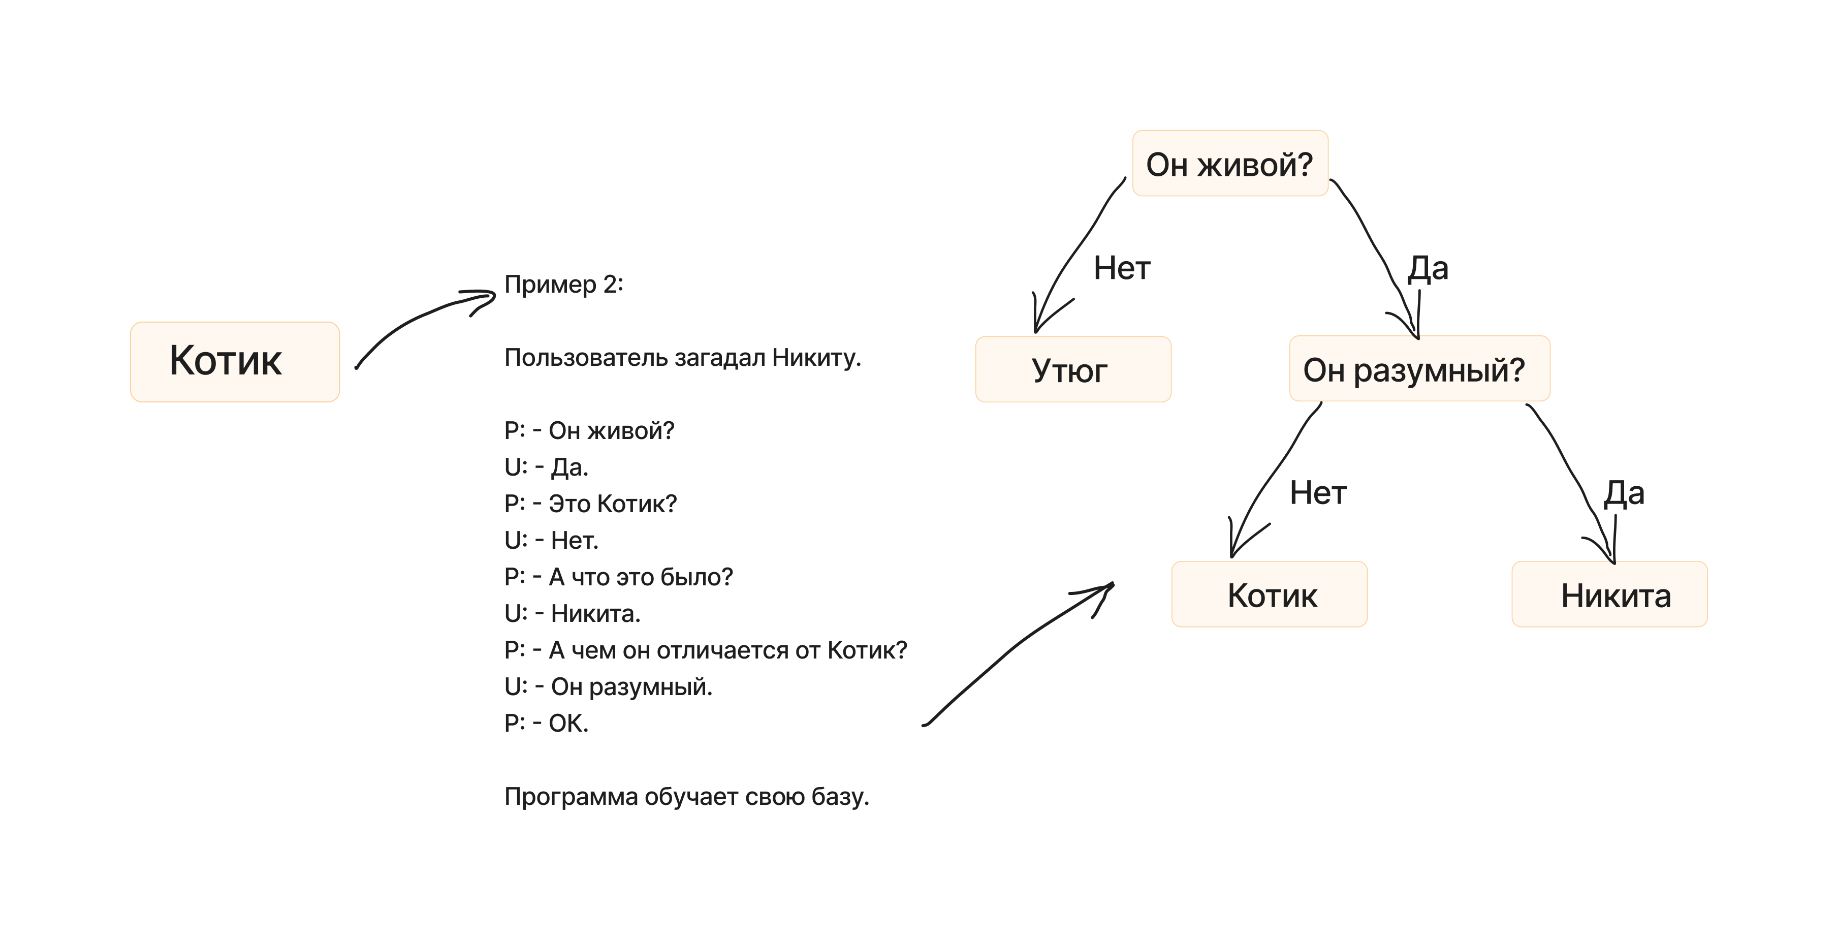 Котик
Пример 2:
Пользователь загадал Никиту.
P: - Он живой?
U: - Да.
P: - Это Котик?
U: - Нет.
P: - А что это было?
U: - Никита.
P: - А чем он отличается от Котик?
U: - Он разумный.
P: - ОК.
Программа обучает свою базу.
Он живой?
Нет
Да
Утюг
Он разумный?
Нет
Да
Котик
Никита